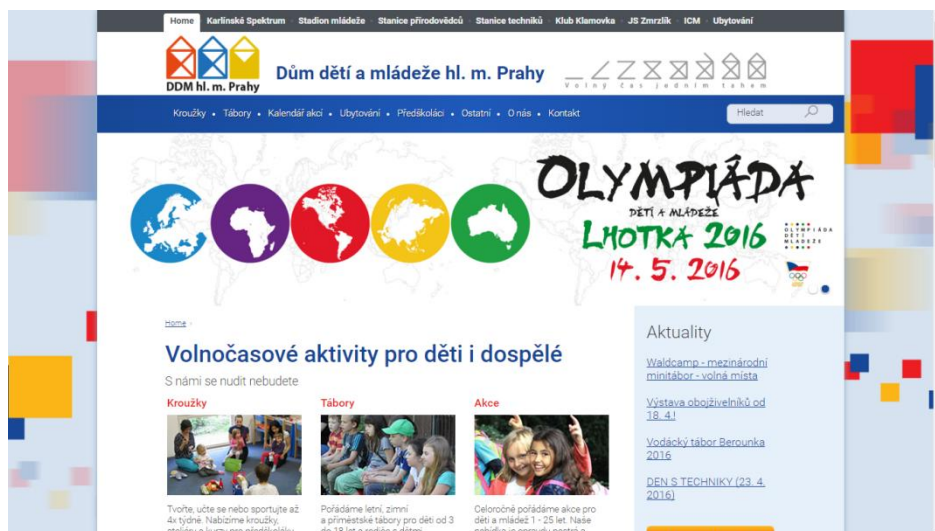 Home Karlínské Spektrum Stadion mládeže Stanice přírodovědců Stanice techniků Klub Klamovka JS Zmrzlík ICM Ubytování
DDM hl. m. Prahy
Dům dětí a mládeže hl. m. Prahy
Volný čas jedním tahem
Kroužky • Tábory • Kalendář akcí • Ubytování • Předškoláci • Ostatní • O nás • Kontakt
Hledat
OLYMPIÁDA
DĚTÍ A MLÁDEŽE
LHOTKA 2016
14. 5. 2016
OLYMPIÁDA
DĚTÍ
MLÁDEŽE
Home
Volnočasové aktivity pro děti i dospělé
S námi se nudit nebudete
Kroužky
Tvořte, učte se nebo sportujte až
4x týdně. Nabízíme kroužky,
Tábory
Pořádáme letní, zimní
a příměstské tábory pro děti od 3
Akce
Celoročně pořádáme akce pro
děti a mládež 1 - 25 let. Naše
Aktuality
Waldcamp - mezinárodní
minitábor - volná místa
Výstava obojživelníků od
18. 4.!
Vodácký tábor Berounka
2016
DEN S TECHNIKY (23. 4.
2016)